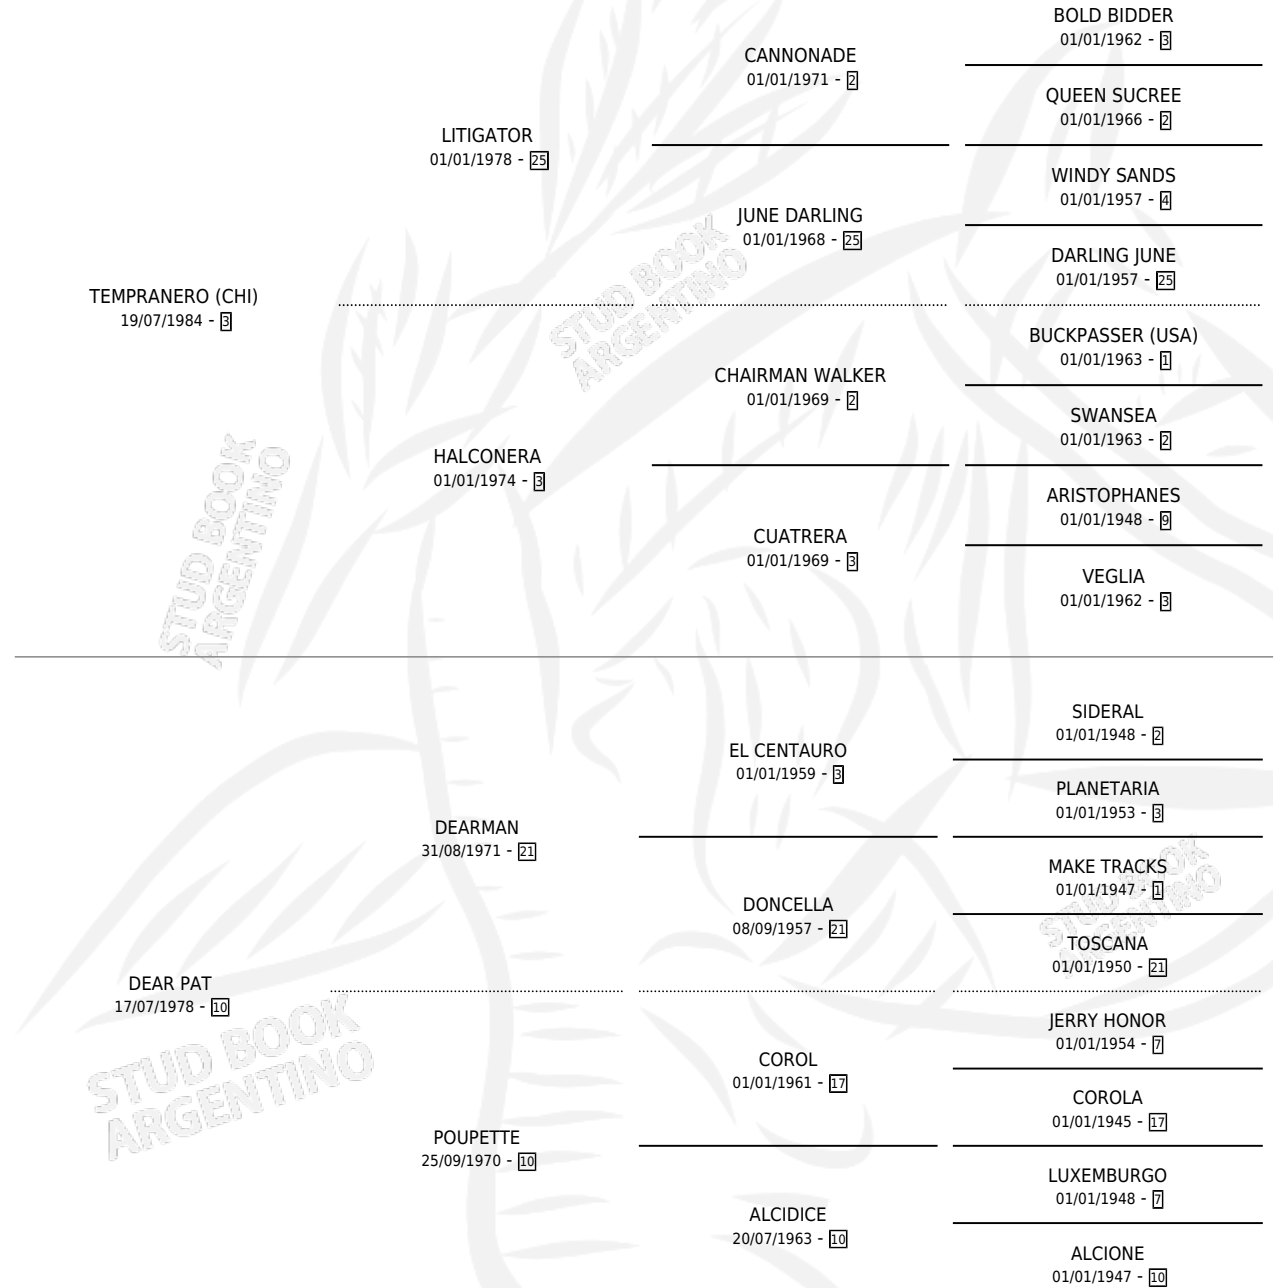 BOLD BIDDER
01/01/1962 - 3
CANNONADE
01/01/1971 - 2
QUEEN SUCREE
01/01/1966 - 2
LITIGATOR
01/01/1978 - 25
WINDY SANDS
01/01/1957 - 4
JUNE DARLING
01/01/1968 - 25
DARLING JUNE
01/01/1957 - 25
TEMPRANERO (CHI)
19/07/1984 - 3
BUCKPASSER (USA)
01/01/1963 - 1
CHAIRMAN WALKER
01/01/1969 - 2
SWANSEA
01/01/1963 - 2
HALCONERA
01/01/1974 - 3
ARISTOPHANES
01/01/1948 - 9
CUATRERA
01/01/1969 - 3
VEGLIA
01/01/1962 - 3
SIDERAL
01/01/1948 - 2
EL CENTAURO
01/01/1959 - 3
PLANETARIA
01/01/1953 - 3
DEARMAN
31/08/1971 - 21
MAKE TRACKS
01/01/1947 - 1
DONCELLA
08/09/1957 - 21
TOSCANA
01/01/1950 - 21
DEAR PAT
17/07/1978 - 10
JERRY HONOR
01/01/1954 - 7
COROL
01/01/1961 - 17
COROLA
01/01/1945 - 17
POUPETTE
25/09/1970 - 10
LUXEMBURGO
01/01/1948 - 7
ALCIDICE
20/07/1963 - 10
ALCIONE
01/01/1947 - 10
STUD BOOK
ARGENTINO
STUD BOOK
ARGENTINO
STUD BOOK
ARGENTINO
STUD BOOK
ARGENTINO